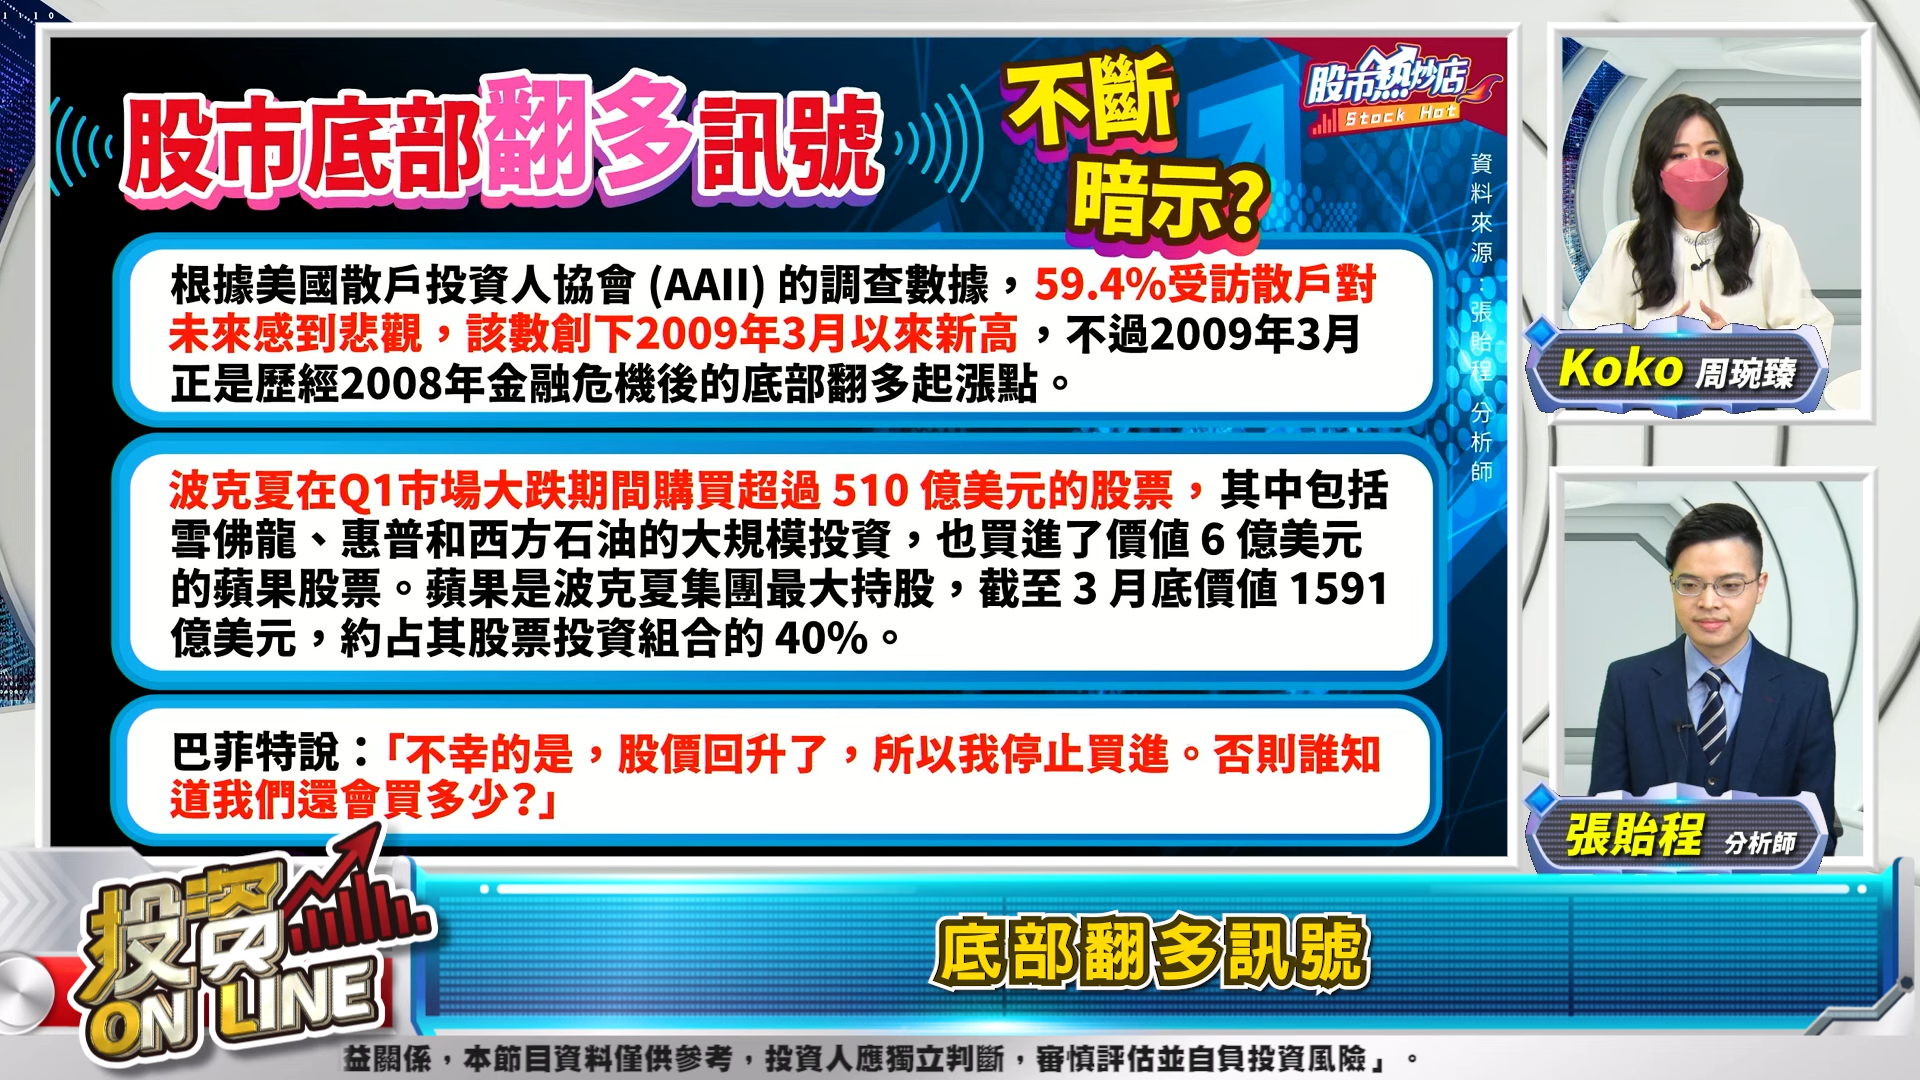 股市底部翻多訊號
不斷
暗示?
股市熱炒店
Stock Hot
資料來源：張貽程 分析師
根據美國散戶投資人協會 (AAII) 的調查數據，59.4%受訪散戶對
未來感到悲觀，該數創下2009年3月以來新高，不過2009年3月
正是歷經2008年金融危機後的底部翻多起漲點。
波克夏在Q1市場大跌期間購買超過 510 億美元的股票，其中包括
雪佛龍、惠普和西方石油的大規模投資，也買進了價值 6 億美元
的蘋果股票。蘋果是波克夏集團最大持股，截至 3 月底價值 1591
億美元，約占其股票投資組合的 40%。
巴菲特說：「不幸的是，股價回升了，所以我停止買進。否則誰知
道我們還會買多少？」
Koko 周琬臻
張貽程 分析師
投資
ON LINE
底部翻多訊號
益關係，本節目資料僅供參考，投資人應獨立判斷，審慎評估並自負投資風險」。